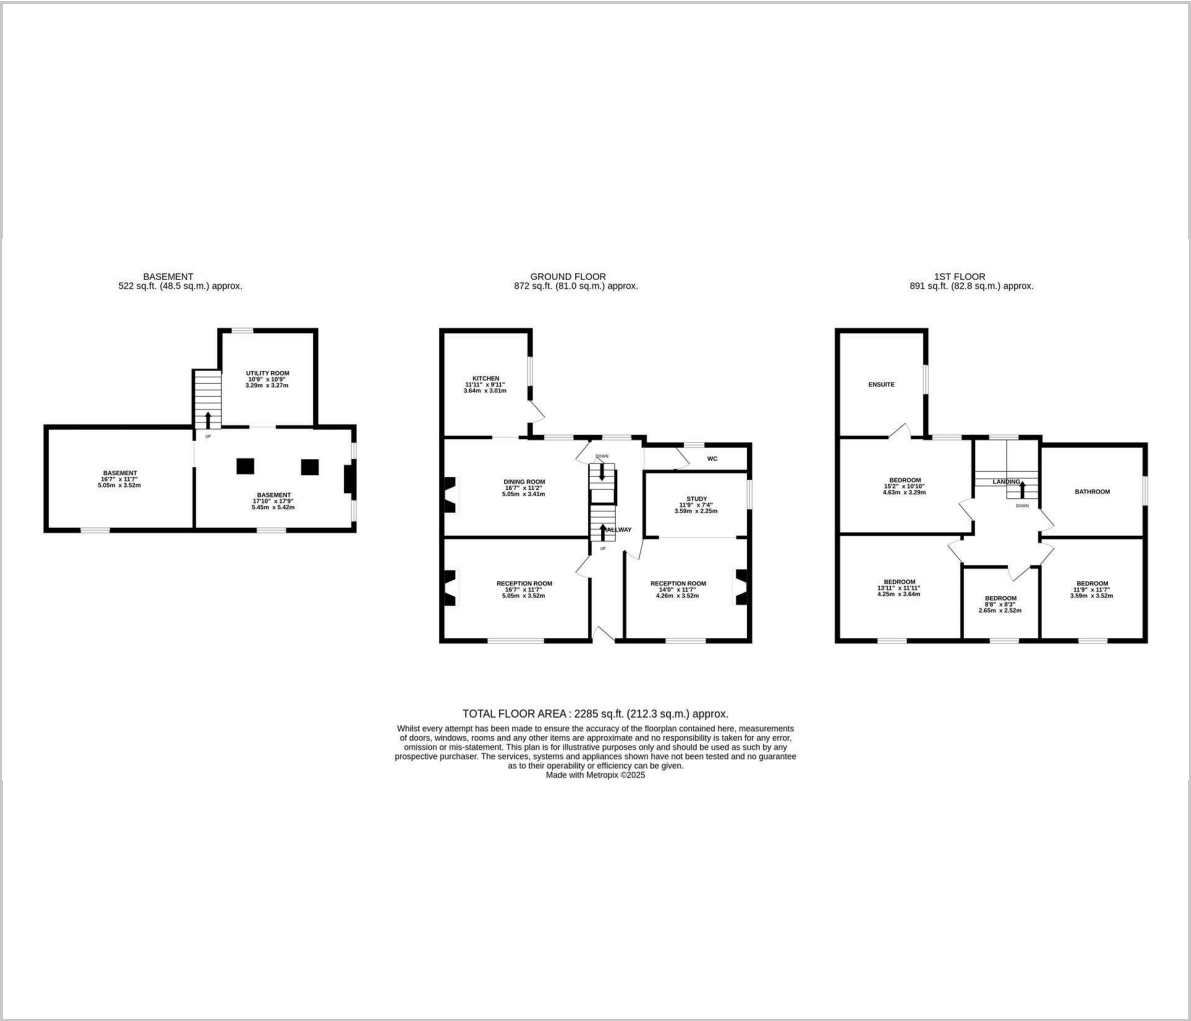 BASEMENT
522 sq.ft. (48.5 sq.m.) approx.
UTILITY ROOM
10'9" x 10'9"
3.29m x 3.27m
UP
BASEMENT
16'7" x 11'7"
5.05m x 3.52m
BASEMENT
17'10" x 17'9"
5.45m x 5.42m
GROUND FLOOR
872 sq.ft. (81.0 sq.m.) approx.
KITCHEN
11'11" x 9'11"
3.64m x 3.01m
DOWN
WC
DINING ROOM
16'7" x 11'2"
5.05m x 3.41m
STUDY
11'9" x 7'4"
3.59m x 2.25m
HALLWAY
UP
RECEPTION ROOM
16'7" x 11'7"
5.05m x 3.52m
RECEPTION ROOM
14'0" x 11'7"
4.26m x 3.52m
1ST FLOOR
891 sq.ft. (82.8 sq.m.) approx.
ENSUITE
BEDROOM
15'2" x 10'10"
4.63m x 3.29m
LANDING
DOWN
BATHROOM
BEDROOM
13'11" x 11'11"
4.25m x 3.64m
BEDROOM
8'8" x 8'3"
2.65m x 2.52m
BEDROOM
11'9" x 11'7"
3.59m x 3.52m
TOTAL FLOOR AREA : 2285 sq.ft. (212.3 sq.m.) approx.
Whilst every attempt has been made to ensure the accuracy of the floorplan contained here, measurements
of doors, windows, rooms and any other items are approximate and no responsibility is taken for any error,
omission or mis-statement. This plan is for illustrative purposes only and should be used as such by any
prospective purchaser. The services, systems and appliances shown have not been tested and no guarantee
as to their operability or efficiency can be given.
Made with Metropix ©2025